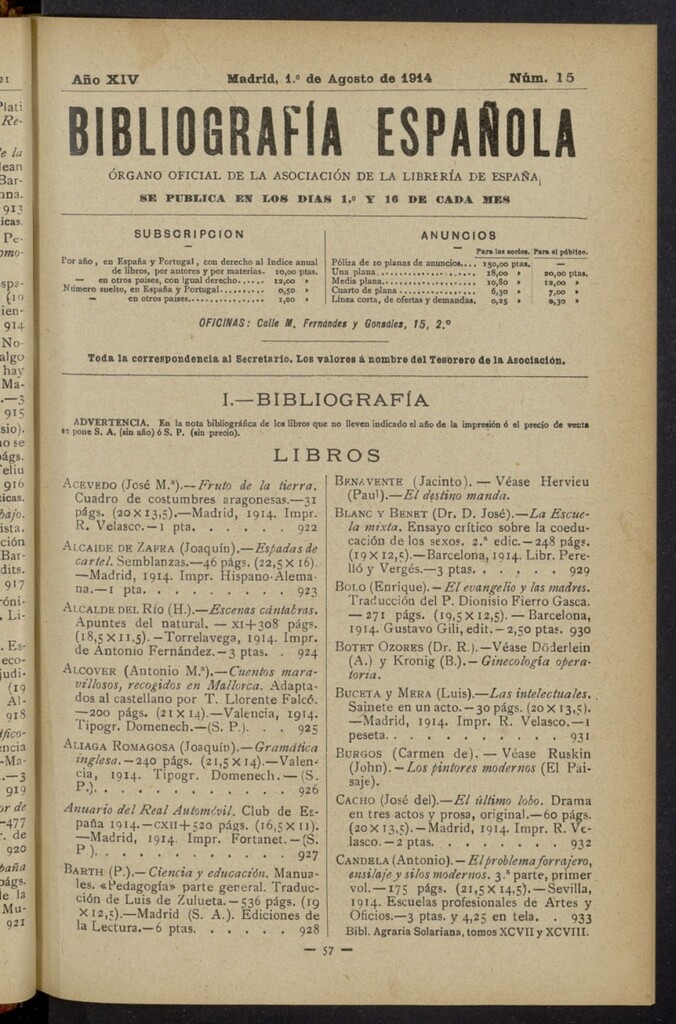 Año XIV Madrid, 1.º de Agosto de 1914 Núm. 15
BIBLIOGRAFÍA ESPAÑOLA
ÓRGANO OFICIAL DE LA ASOCIACIÓN DE LA LIBRERÍA DE ESPAÑA
SE PUBLICA EN LOS DIAS 1.º Y 16 DE CADA MES
SUBSCRIPCION
Por año, en España y Portugal, con derecho al Indice anual
de libros, por autores y por materias. 10,00 ptas.
— en otros países, con igual derecho...... 12,00 »
Número suelto, en España y Portugal......... 0,50 »
— en otros países............... 1,00 »
ANUNCIOS
Para los socios. Para el público.
Póliza de 10 planas de anuncios.... 150,00 ptas. —
Una plana........................ 18,00 » 20,00 ptas.
Media plana...................... 10,80 » 12,00 »
Cuarto de plana.................. 6,30 » 7,00 »
Línea corta, de ofertas y demandas. 0,25 » 0,30 »
OFICINAS: Calle M. Fernández y González, 15, 2.º
Toda la correspondencia al Secretario. Los valores á nombre del Tesorero de la Asociación.
I.—BIBLIOGRAFÍA
ADVERTENCIA. En la nota bibliográfica de los libros que no lleven indicado el año de la impresión ó el precio de venta
se pone S. A. (sin año) ó S. P. (sin precio).
LIBROS
ACEVEDO (José M.ª).—Fruto de la tierra.
Cuadro de costumbres aragonesas.—31
págs. (20×13,5).—Madrid, 1914. Impr.
R. Velasco.—1 pta. . . . . . 922
ALCAIDE DE ZAFRA (Joaquín).—Espadas de
cartel. Semblanzas.—46 págs. (22,5×16).
—Madrid, 1914. Impr. Hispano-Alema-
na.—1 pta. . . . . . . . 923
ALCALDE DEL RÍO (H.).—Escenas cántabras.
Apuntes del natural. — XI+308 págs.
(18,5×11,5).—Torrelavega, 1914. Impr.
de Antonio Fernández.—3 pts. . 924
ALCOVER (Antonio M.ª).—Cuentos mara-
villosos, recogidos en Mallorca. Adapta-
dos al castellano por T. Llorente Falcó.
—200 págs. (21×14).—Valencia, 1914.
Tipogr. Domenech.—(S. P.). . . 925
ALIAGA ROMAGOSA (Joaquín).—Gramática
inglesa.—240 págs. (21,5×14).—Valen-
cia, 1914. Tipogr. Domenech.—(S.
P.). . . . . . . . . . 926
Anuario del Real Automóvil. Club de Es-
paña 1914.—CXII+520 págs. (16,5×11).
—Madrid, 1914. Impr. Fortanet.—(S.
P.). . . . . . . . . . 927
BARTH (P.).—Ciencia y educación. Manua-
les. «Pedagogía» parte general. Traduc-
ción de Luis de Zulueta.—536 págs. (19
×12,5).—Madrid (S. A.). Ediciones de
la Lectura.—6 ptas. . . . . . 928
BENAVENTE (Jacinto). — Véase Hervieu
(Paul).—El destino manda.
BLANC Y BENET (Dr. D. José).—La Escue-
la mixta. Ensayo crítico sobre la coedu-
cación de los sexos. 2.ª edic.—248 págs.
(19×12,5).—Barcelona, 1914. Libr. Pere-
lló y Vergés.—3 ptas. . . . . . 929
BOLO (Enrique).—El evangelio y las madres.
Traducción del P. Dionisio Fierro Gasca.
— 271 págs. (19,5×12,5). — Barcelona,
1914. Gustavo Gili, edit.—2,50 ptas. 930
BOTET OZORES (Dr. R.).—Véase Döderlein
(A.) y Kronig (B.).—Ginecología opera-
toria.
BUCETA Y MERA (Luis).—Las intelectuales.
Sainete en un acto.—30 págs. (20×13,5).
—Madrid, 1914. Impr. R. Velasco.—1
peseta. . . . . . . . . . 931
BURGOS (Carmen de). — Véase Ruskin
(John).—Los pintores modernos (El Pai-
saje).
CACHO (José del).—El último lobo. Drama
en tres actos y prosa, original.—60 págs.
(20×13,5).—Madrid, 1914. Impr. R. Ve-
lasco.—2 ptas. . . . . . . 932
CANDELA (Antonio).—El problema forrajero,
ensilaje y silos modernos. 3.ª parte, primer
vol.—175 págs. (21,5×14,5).—Sevilla,
1914. Escuelas profesionales de Artes y
Oficios.—3 ptas. y 4,25 en tela. . 933
Bibl. Agraria Solariana, tomos XCVII y XCVIII.
— 57 —